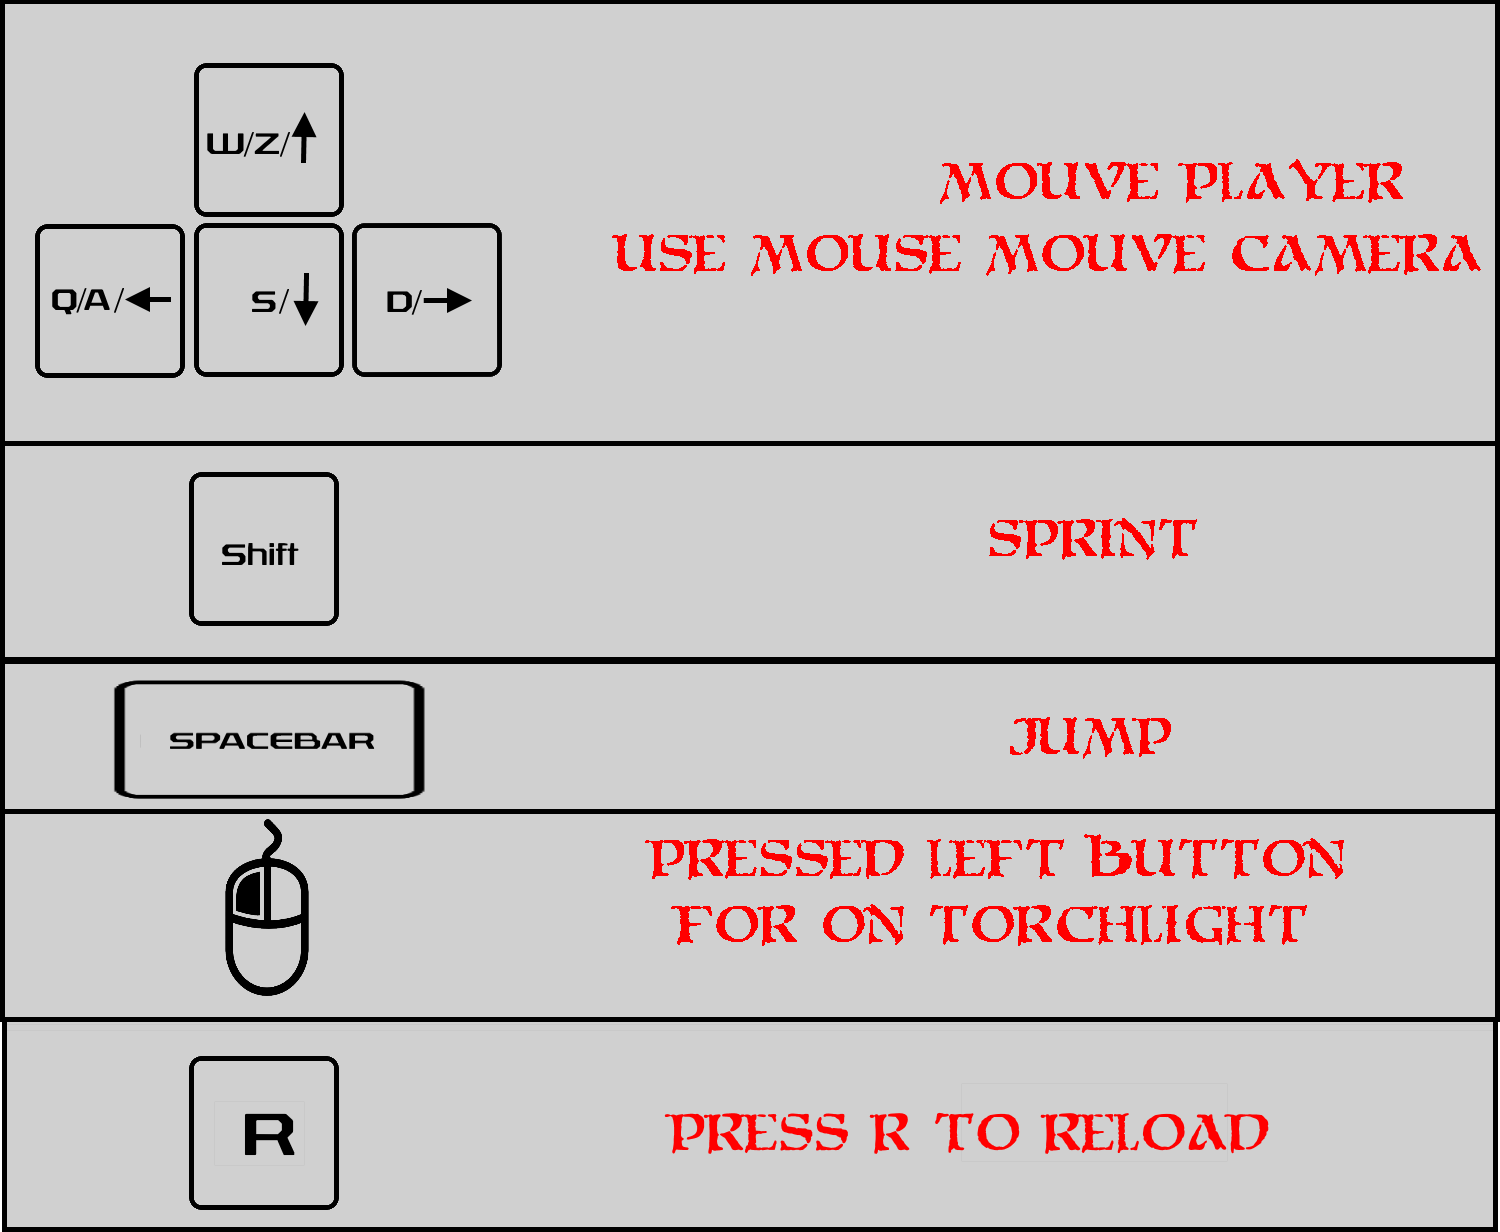 W/Z/↑
MOUVE PLAYER
USE MOUSE MOUVE CAMERA
Q/A/← S/↓ D/→
Shift
SPRINT
SPACEBAR
JUMP
PRESSED LEFT BUTTON
FOR ON TORCHLIGHT
R
PRESS R TO RELOAD